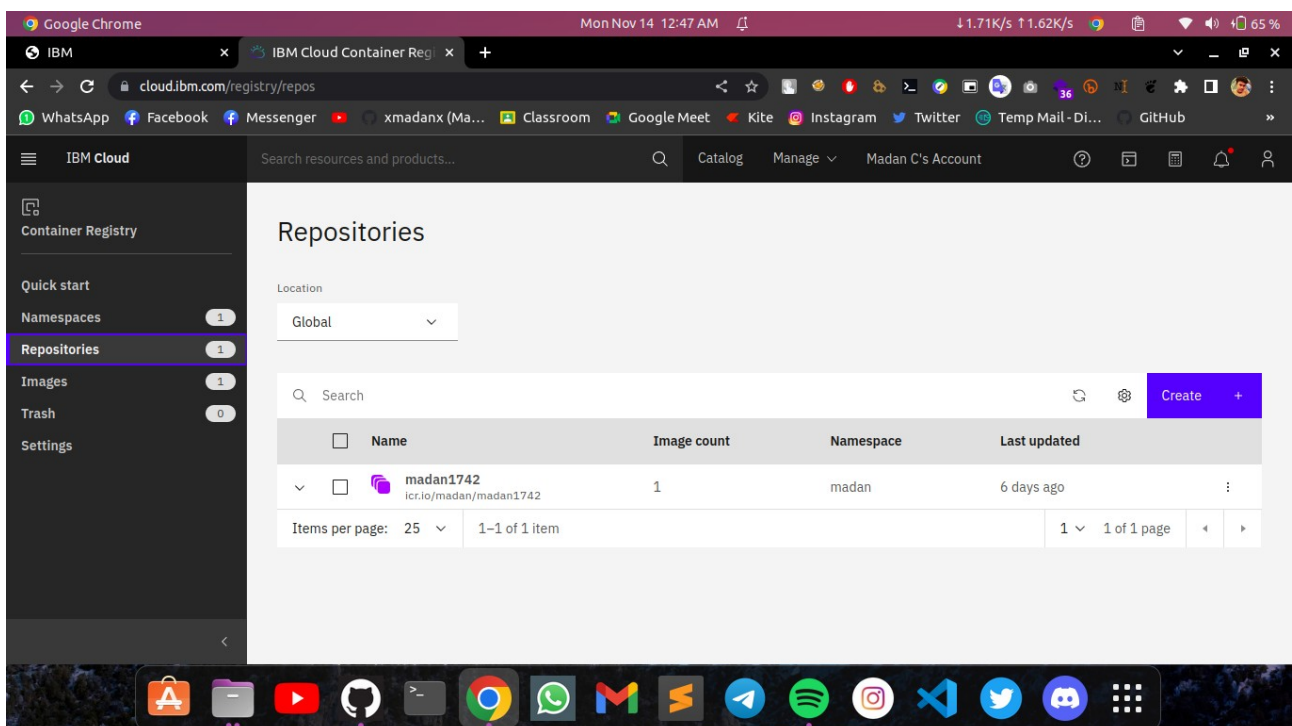 Google Chrome Mon Nov 14 12:47 AM ↓1.71K/s ↑1.62K/s 65 %
IBM IBM Cloud Container Regi
cloud.ibm.com/registry/repos 36
WhatsApp Facebook Messenger xmadanx (Ma... Classroom Google Meet Kite Instagram Twitter Temp Mail - Di... GitHub »
IBM Cloud Search resources and products... Catalog Manage Madan C's Account
Container Registry
Repositories
Quick start
Location
Namespaces 1
Global
Repositories 1
Images 1
Search Create +
Trash 0
Name Image count Namespace Last updated
Settings
madan1742 1 madan 6 days ago
icr.io/madan/madan1742
Items per page: 25 1–1 of 1 item 1 1 of 1 page